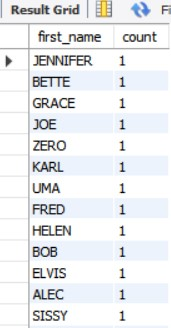 Result Grid
first_name count
JENNIFER 1
BETTE 1
GRACE 1
JOE 1
ZERO 1
KARL 1
UMA 1
FRED 1
HELEN 1
BOB 1
ELVIS 1
ALEC 1
SISSY 1